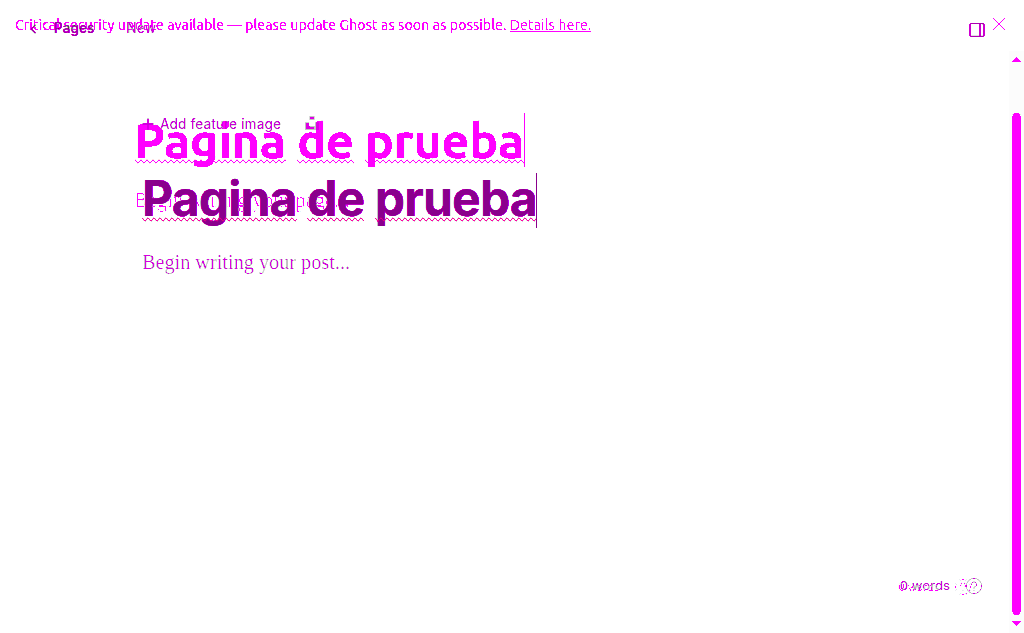 Critical security update available — please update Ghost as soon as possible. Details here.
Pages New
Add feature image
Pagina de prueba
Pagina de prueba
Begin writing your page...
Begin writing your post...
0 words